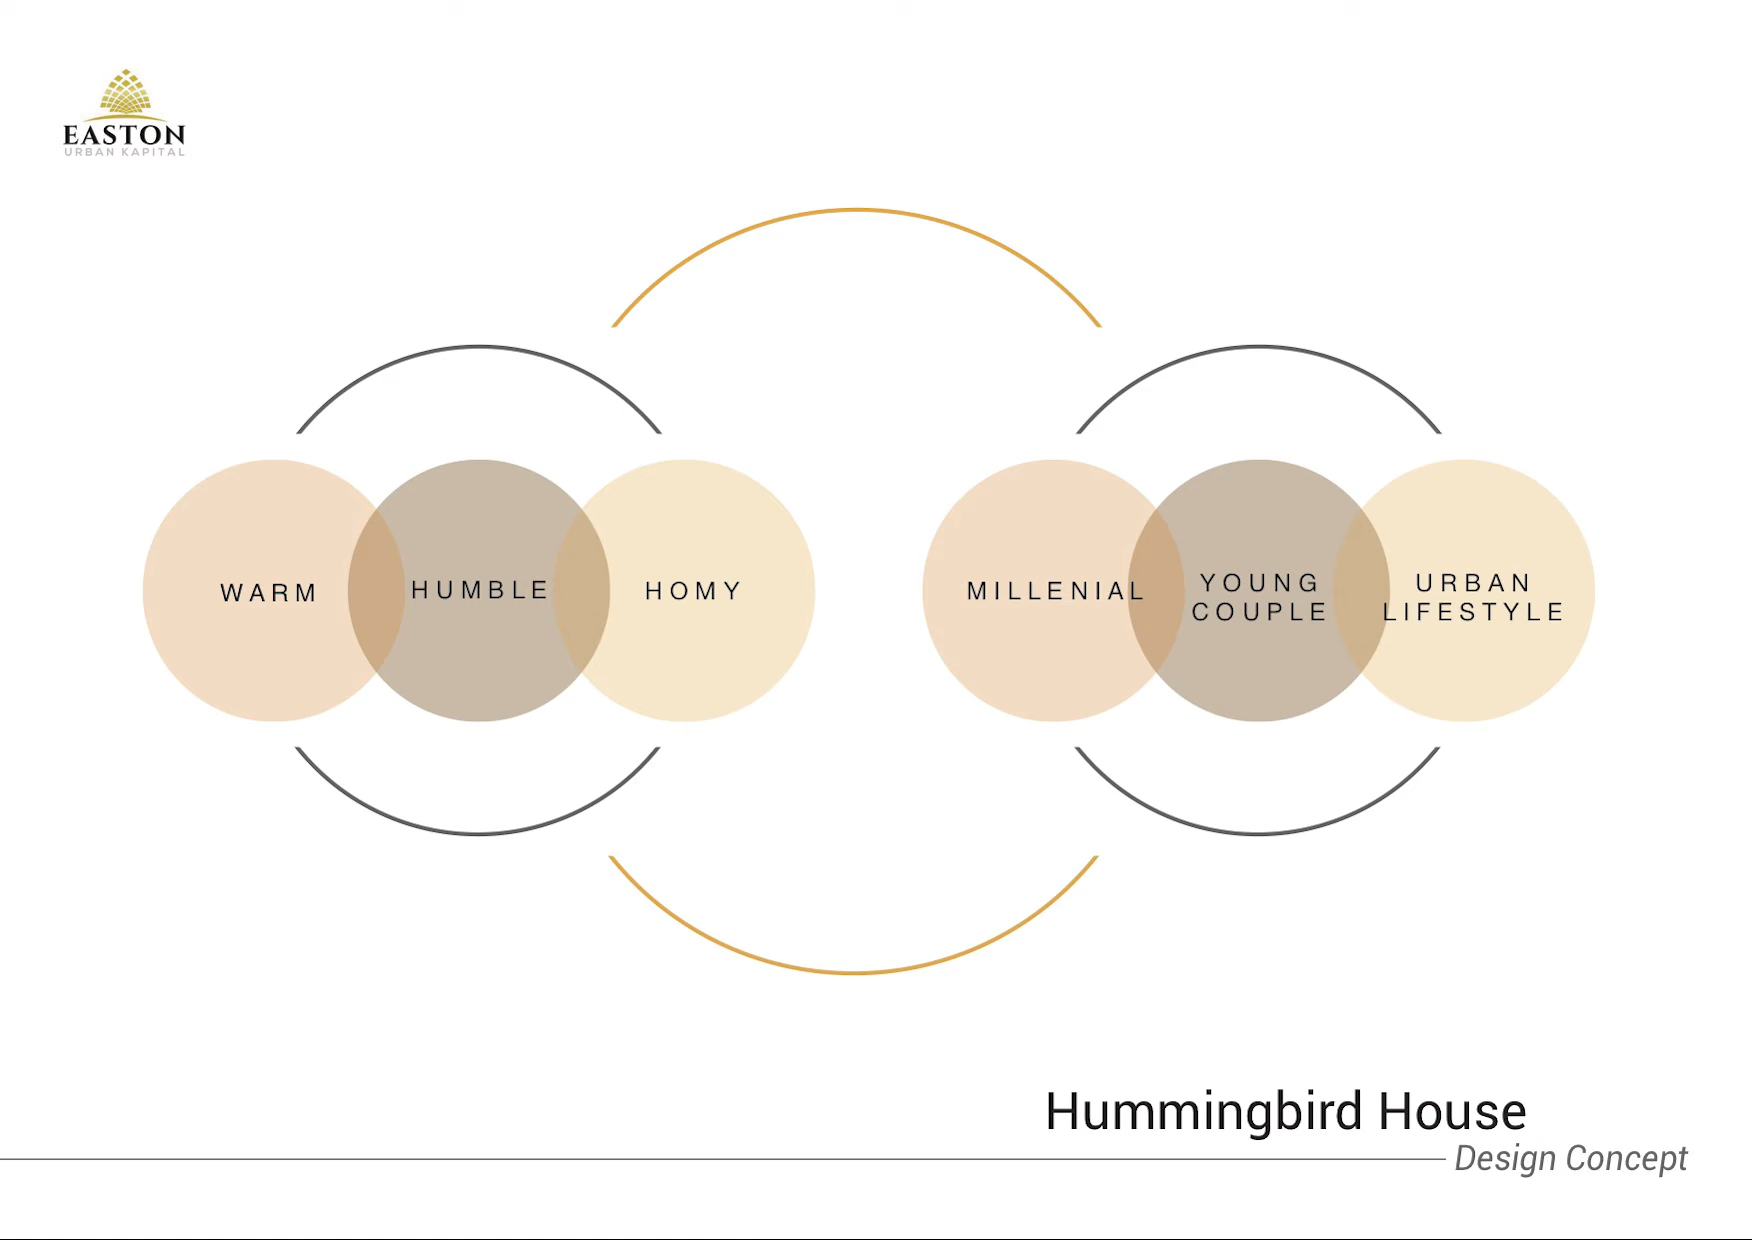 EASTON
URBAN KAPITAL
WARM
HUMBLE
HOMY
MILLENIAL
YOUNG
COUPLE
URBAN
LIFESTYLE
Hummingbird House
Design Concept